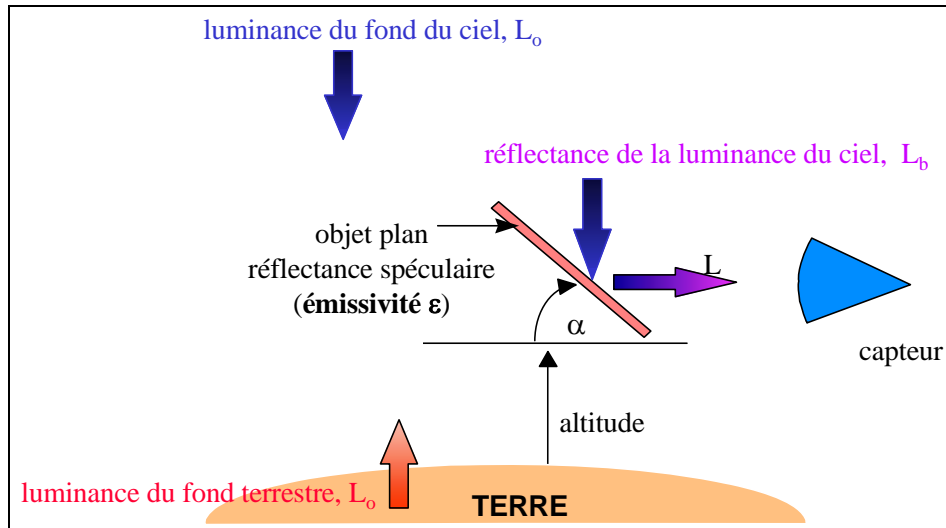 luminance du fond du ciel, Lo
réflectance de la luminance du ciel, Lb
objet plan
réflectance spéculaire
(émissivité ε)
L
α
capteur
altitude
luminance du fond terrestre, Lo
TERRE